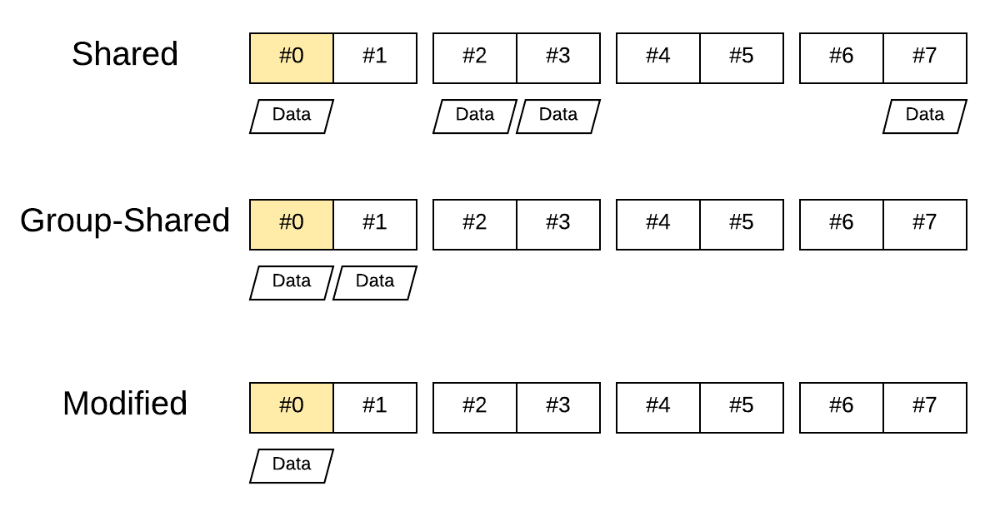 Shared #0 #1 #2 #3 #4 #5 #6 #7
Data Data Data Data
Group-Shared #0 #1 #2 #3 #4 #5 #6 #7
Data Data
Modified #0 #1 #2 #3 #4 #5 #6 #7
Data